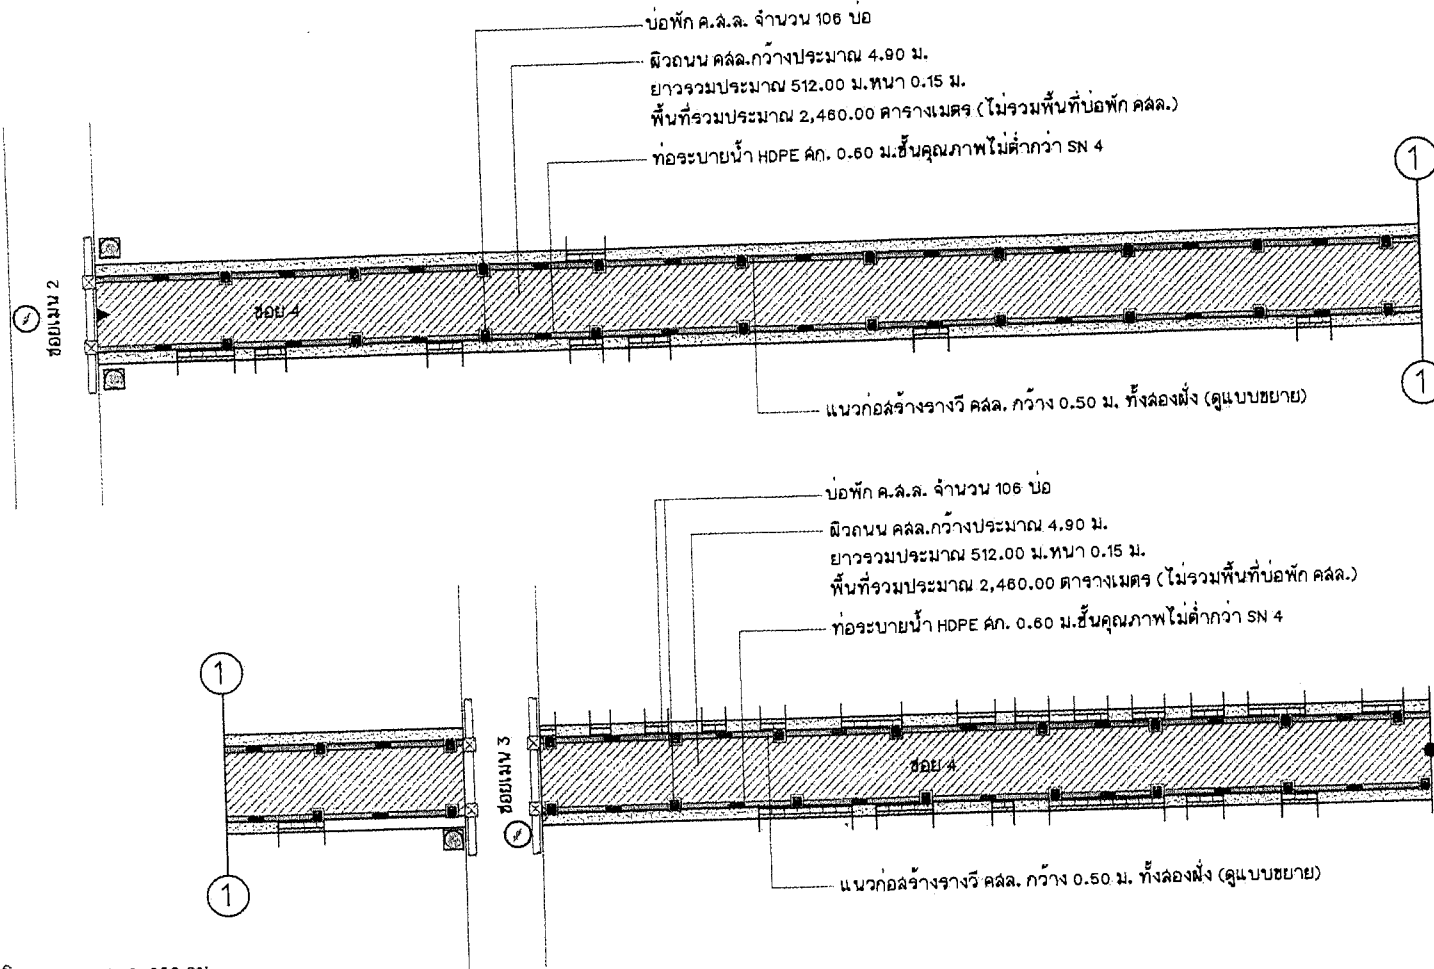 บ่อพัก ค.ส.ล. จำนวน 106 บ่อ
ผิวถนน คสล.กว้างประมาณ 4.90 ม.
ยาวรวมประมาณ 512.00 ม.หนา 0.15 ม.
พื้นที่รวมประมาณ 2,460.00 ตารางเมตร (ไม่รวมพื้นที่บ่อพัก คสล.)
ท่อระบายน้ำ HDPE ศก. 0.60 ม.ชั้นคุณภาพไม่ต่ำกว่า SN 4
1
ซอยเมน 2
ซอย 4
1
แนวก่อสร้างรางวี คสล. กว้าง 0.50 ม. ทั้งสองฝั่ง (ดูแบบขยาย)
บ่อพัก ค.ส.ล. จำนวน 106 บ่อ
ผิวถนน คสล.กว้างประมาณ 4.90 ม.
ยาวรวมประมาณ 512.00 ม.หนา 0.15 ม.
พื้นที่รวมประมาณ 2,460.00 ตารางเมตร (ไม่รวมพื้นที่บ่อพัก คสล.)
ท่อระบายน้ำ HDPE ศก. 0.60 ม.ชั้นคุณภาพไม่ต่ำกว่า SN 4
1
ซอยเมน 3
ซอย 4
1
แนวก่อสร้างรางวี คสล. กว้าง 0.50 ม. ทั้งสองฝั่ง (ดูแบบขยาย)